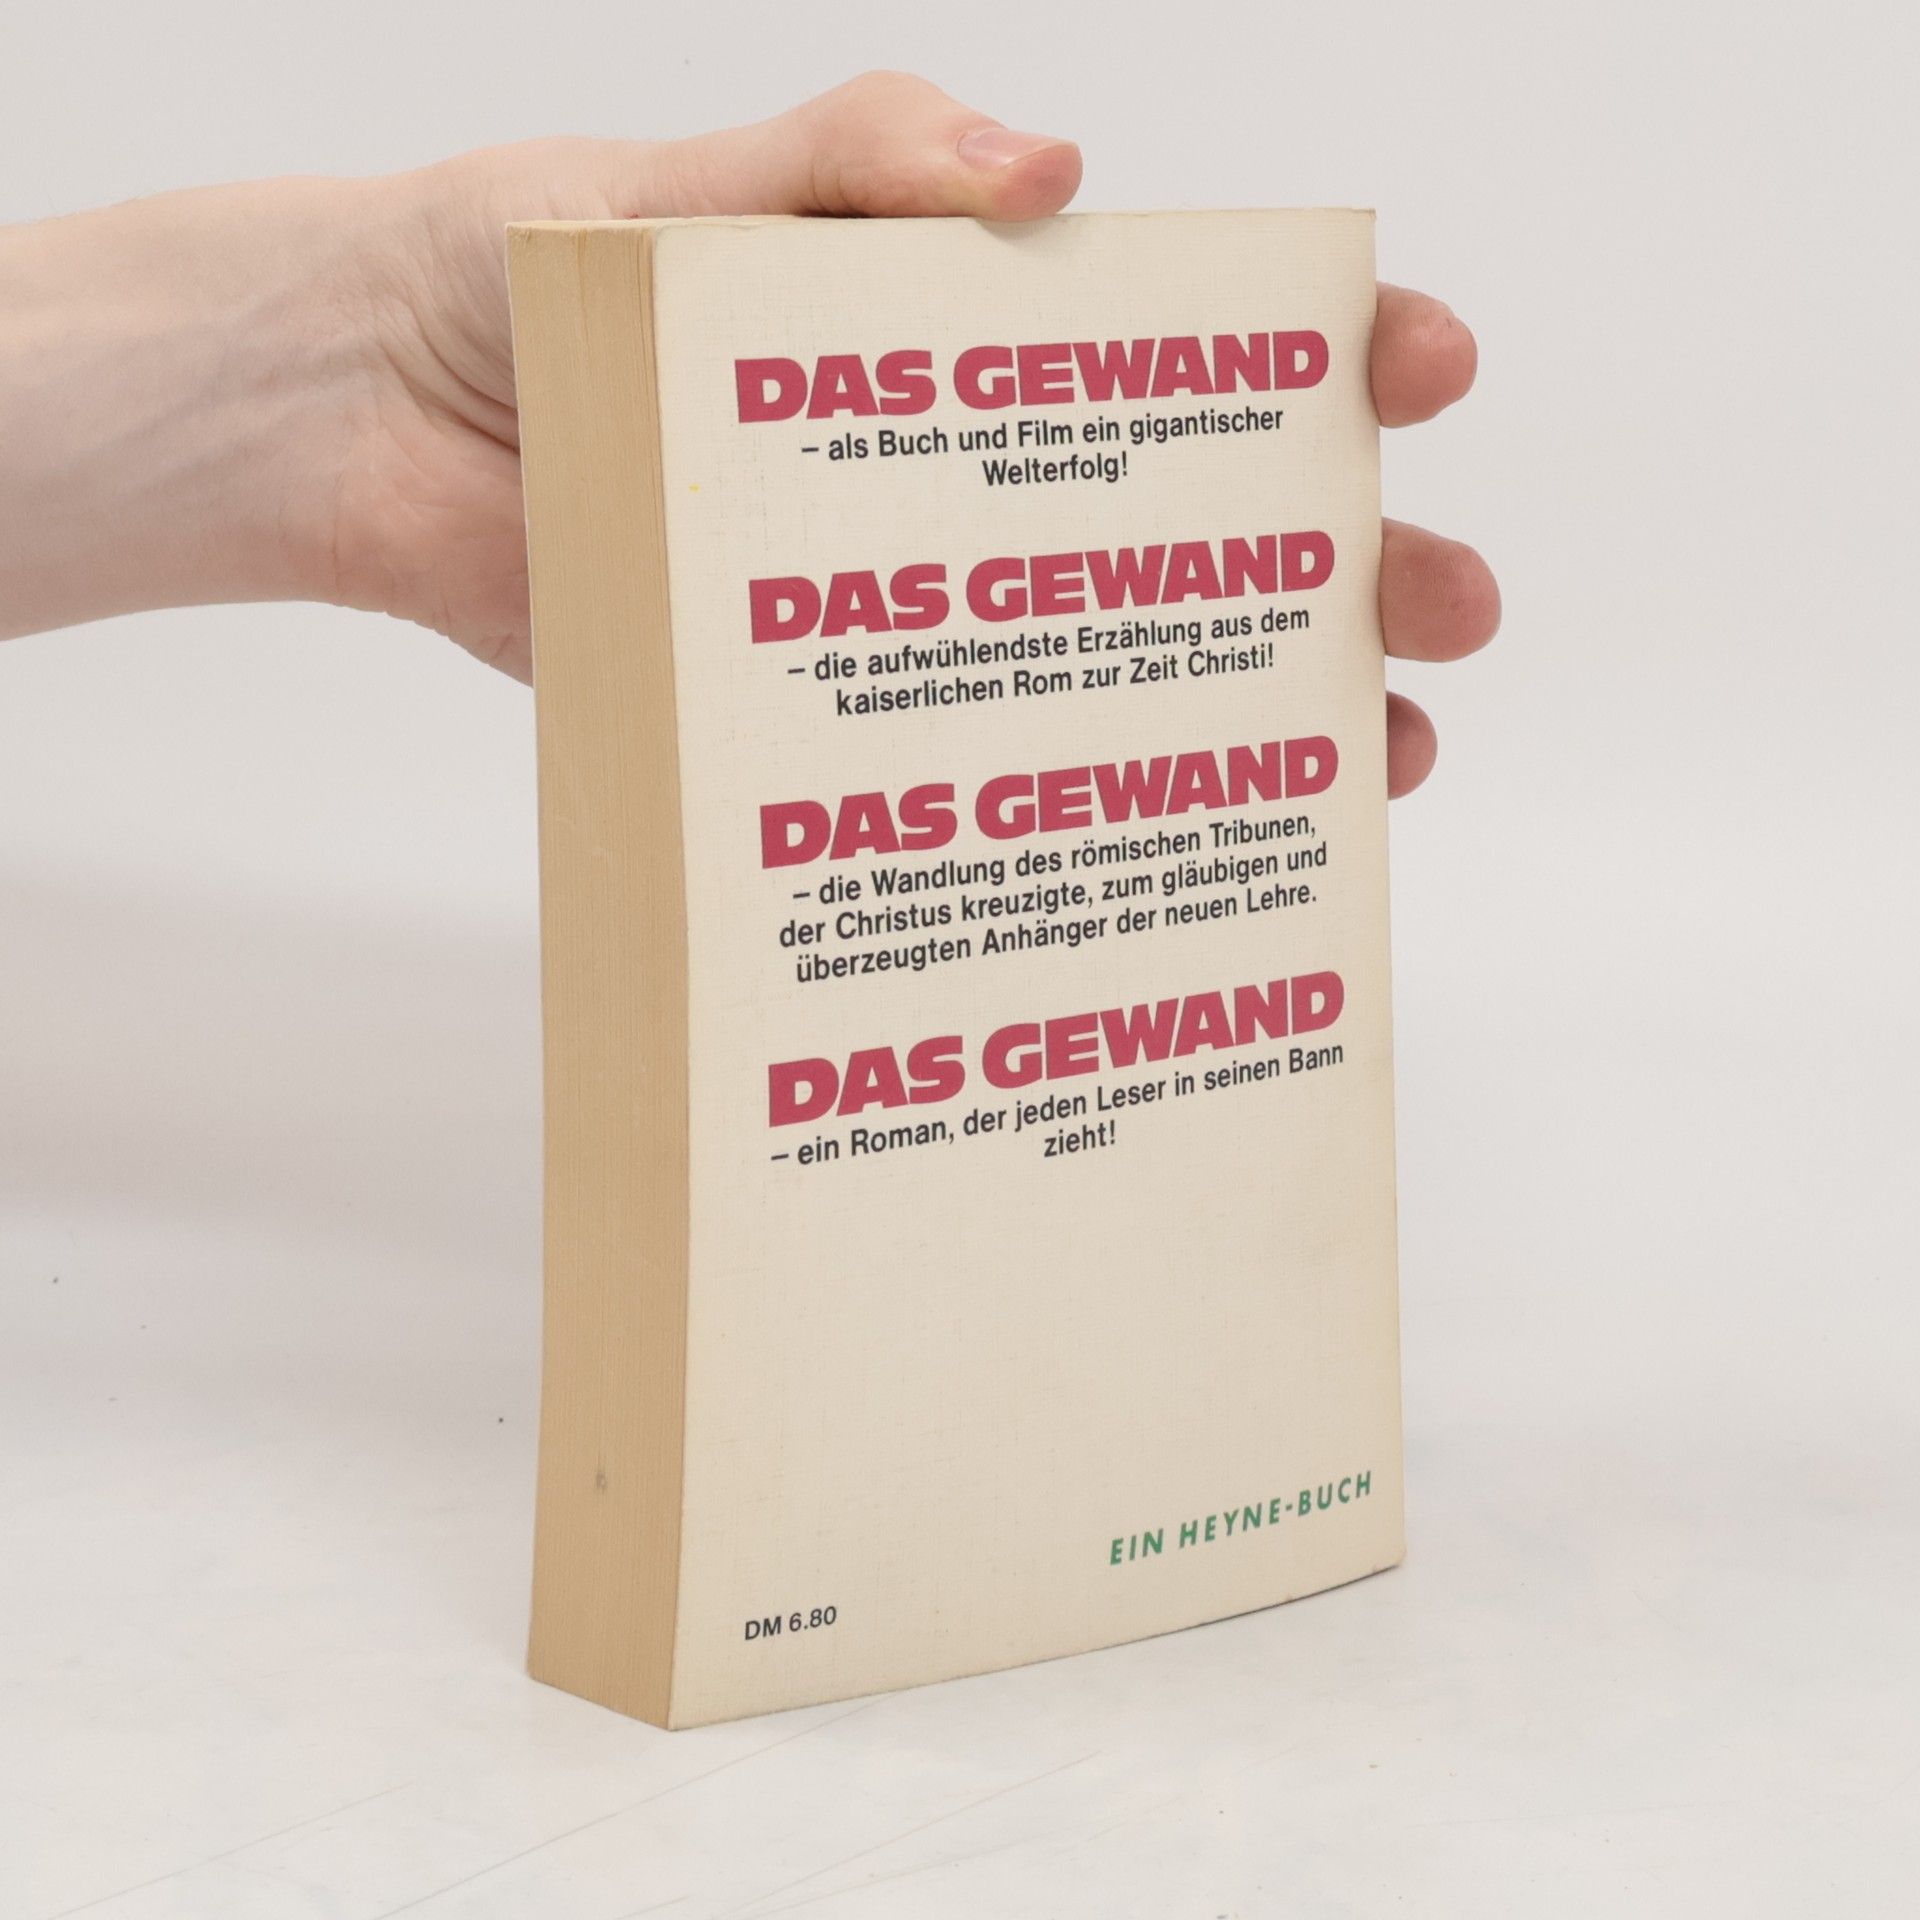 DAS GEWAND
– als Buch und Film ein gigantischer
Welterfolg!
DAS GEWAND
– die aufwühlendste Erzählung aus dem
kaiserlichen Rom zur Zeit Christi!
DAS GEWAND
– die Wandlung des römischen Tribunen,
der Christus kreuzigte, zum gläubigen und
überzeugten Anhänger der neuen Lehre.
DAS GEWAND
– ein Roman, der jeden Leser in seinen Bann
zieht!
EIN HEYNE-BUCH
DM 6.80